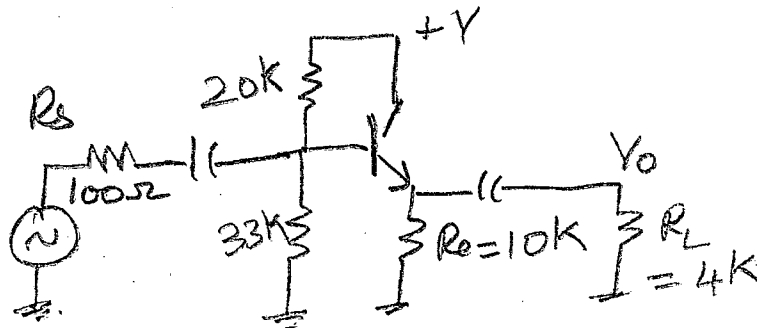 +V
20K
Rs
100Ω
Vo
33K
Re=10K
RL
=4K